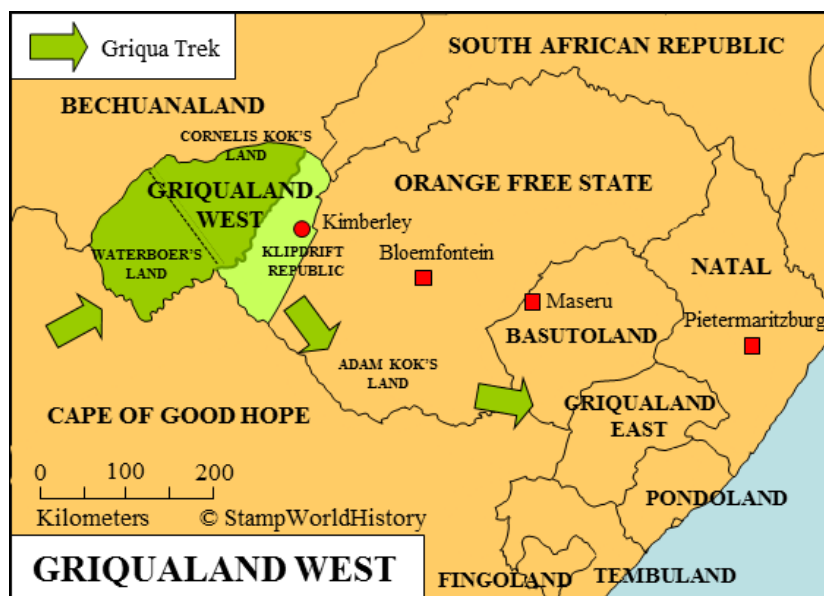 Griqua Trek
SOUTH AFRICAN REPUBLIC
BECHUANALAND
CORNELIS KOK'S
LAND
GRIQUALAND
WEST
ORANGE FREE STATE
Kimberley
WATERBOER'S
LAND
KLIPDRIFT
REPUBLIC
Bloemfontein
NATAL
Maseru
Pietermaritzburg
BASUTOLAND
ADAM KOK'S
LAND
CAPE OF GOOD HOPE
GRIQUALAND
EAST
0 100 200
Kilometers © StampWorldHistory
PONDOLAND
GRIQUALAND WEST
FINGOLAND
TEMBULAND